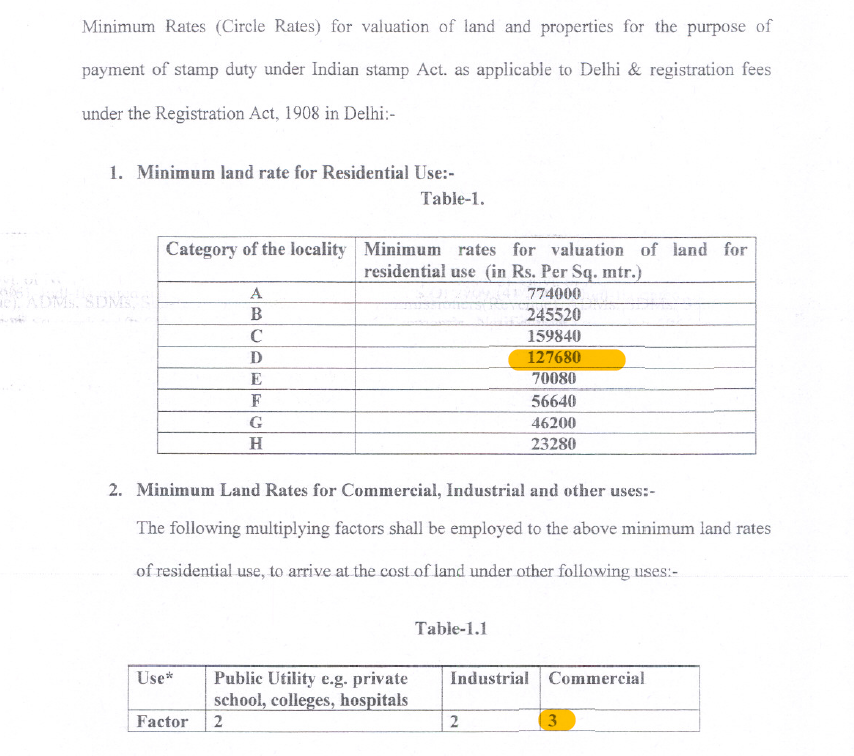 Minimum Rates (Circle Rates) for valuation of land and properties for the purpose of
payment of stamp duty under Indian stamp Act. as applicable to Delhi & registration fees
under the Registration Act, 1908 in Delhi:-
1. Minimum land rate for Residential Use:-
Table-1.
Category of the locality Minimum rates for valuation of land for
residential use (in Rs. Per Sq. mtr.)
A 774000
B 245520
C 159840
D 127680
E 70080
F 56640
G 46200
H 23280
2. Minimum Land Rates for Commercial, Industrial and other uses:-
The following multiplying factors shall be employed to the above minimum land rates
of residential use, to arrive at the cost of land under other following uses:-
Table-1.1
Use* Public Utility e.g. private Industrial Commercial
school, colleges, hospitals
Factor 2 2 3